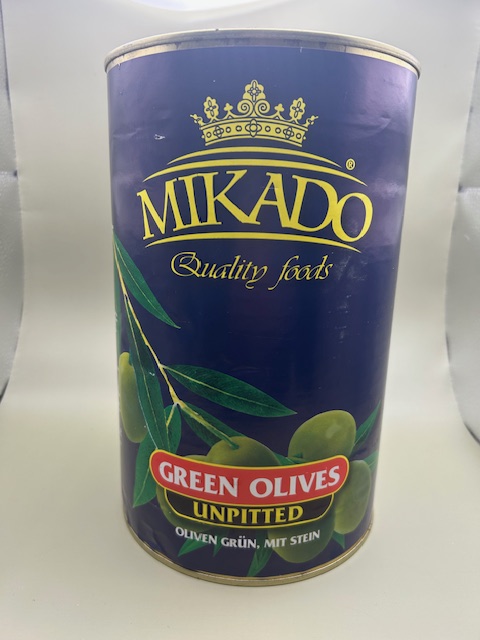 ®
MIKADO
Quality foods
GREEN OLIVES
UNPITTED
OLIVEN GRÜN, MIT STEIN